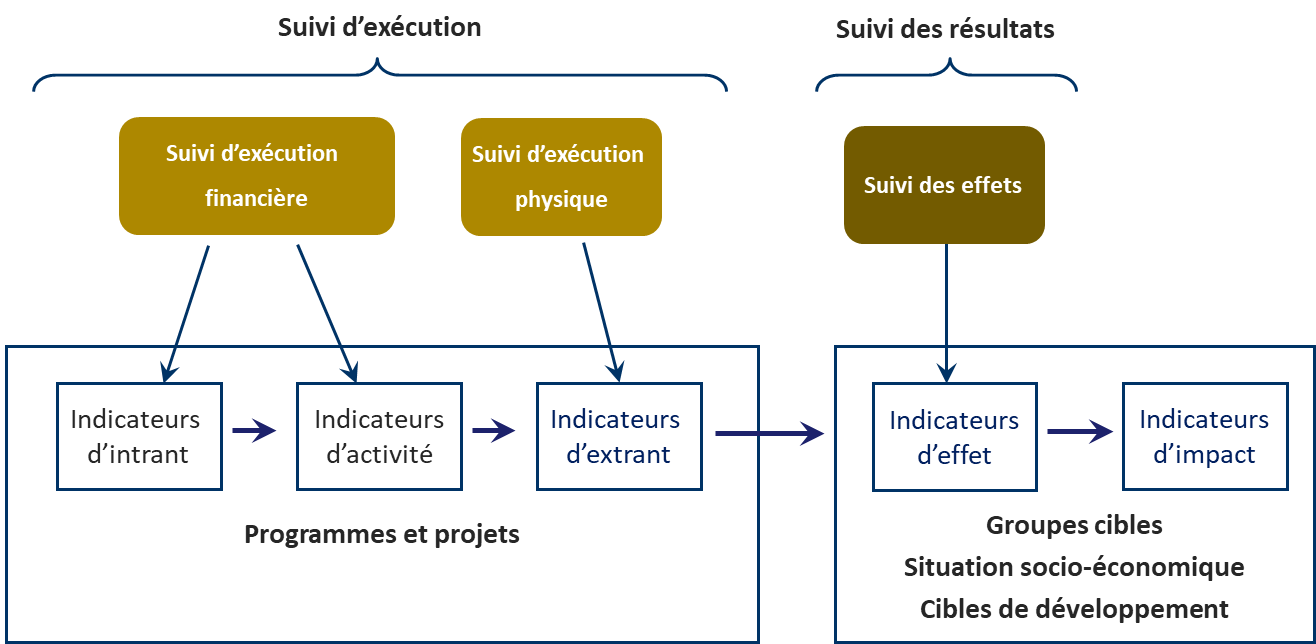 Suivi d’exécution
Suivi des résultats
Suivi d’exécution
financière
Suivi d’exécution
physique
Suivi des effets
Indicateurs
d’intrant
Indicateurs
d’activité
Indicateurs
d’extrant
Indicateurs
d’effet
Indicateurs
d’impact
Programmes et projets
Groupes cibles
Situation socio-économique
Cibles de développement